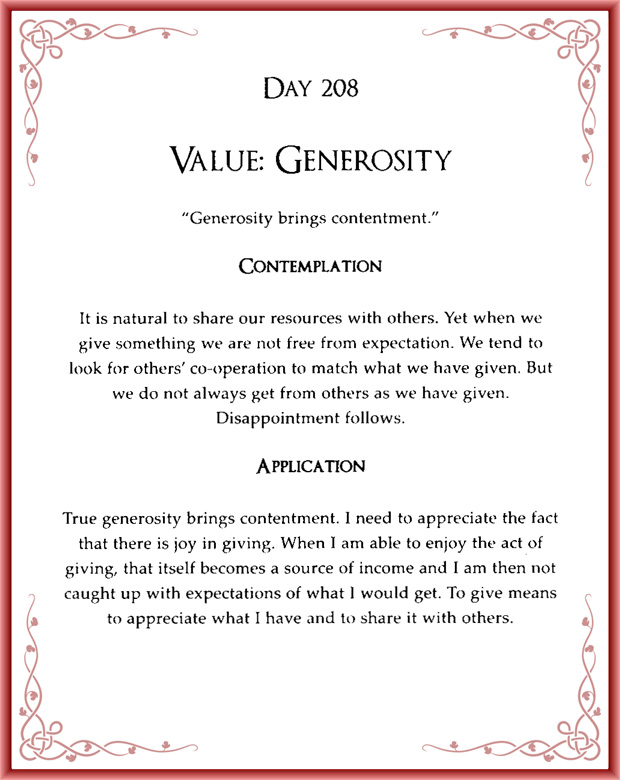 DAY 208
VALUE: GENEROSITY
"Generosity brings contentment."
CONTEMPLATION
It is natural to share our resources with others. Yet when we
give something we are not free from expectation. We tend to
look for others' co-operation to match what we have given. But
we do not always get from others as we have given.
Disappointment follows.
APPLICATION
True generosity brings contentment. I need to appreciate the fact
that there is joy in giving. When I am able to enjoy the act of
giving, that itself becomes a source of income and I am then not
caught up with expectations of what I would get. To give means
to appreciate what I have and to share it with others.